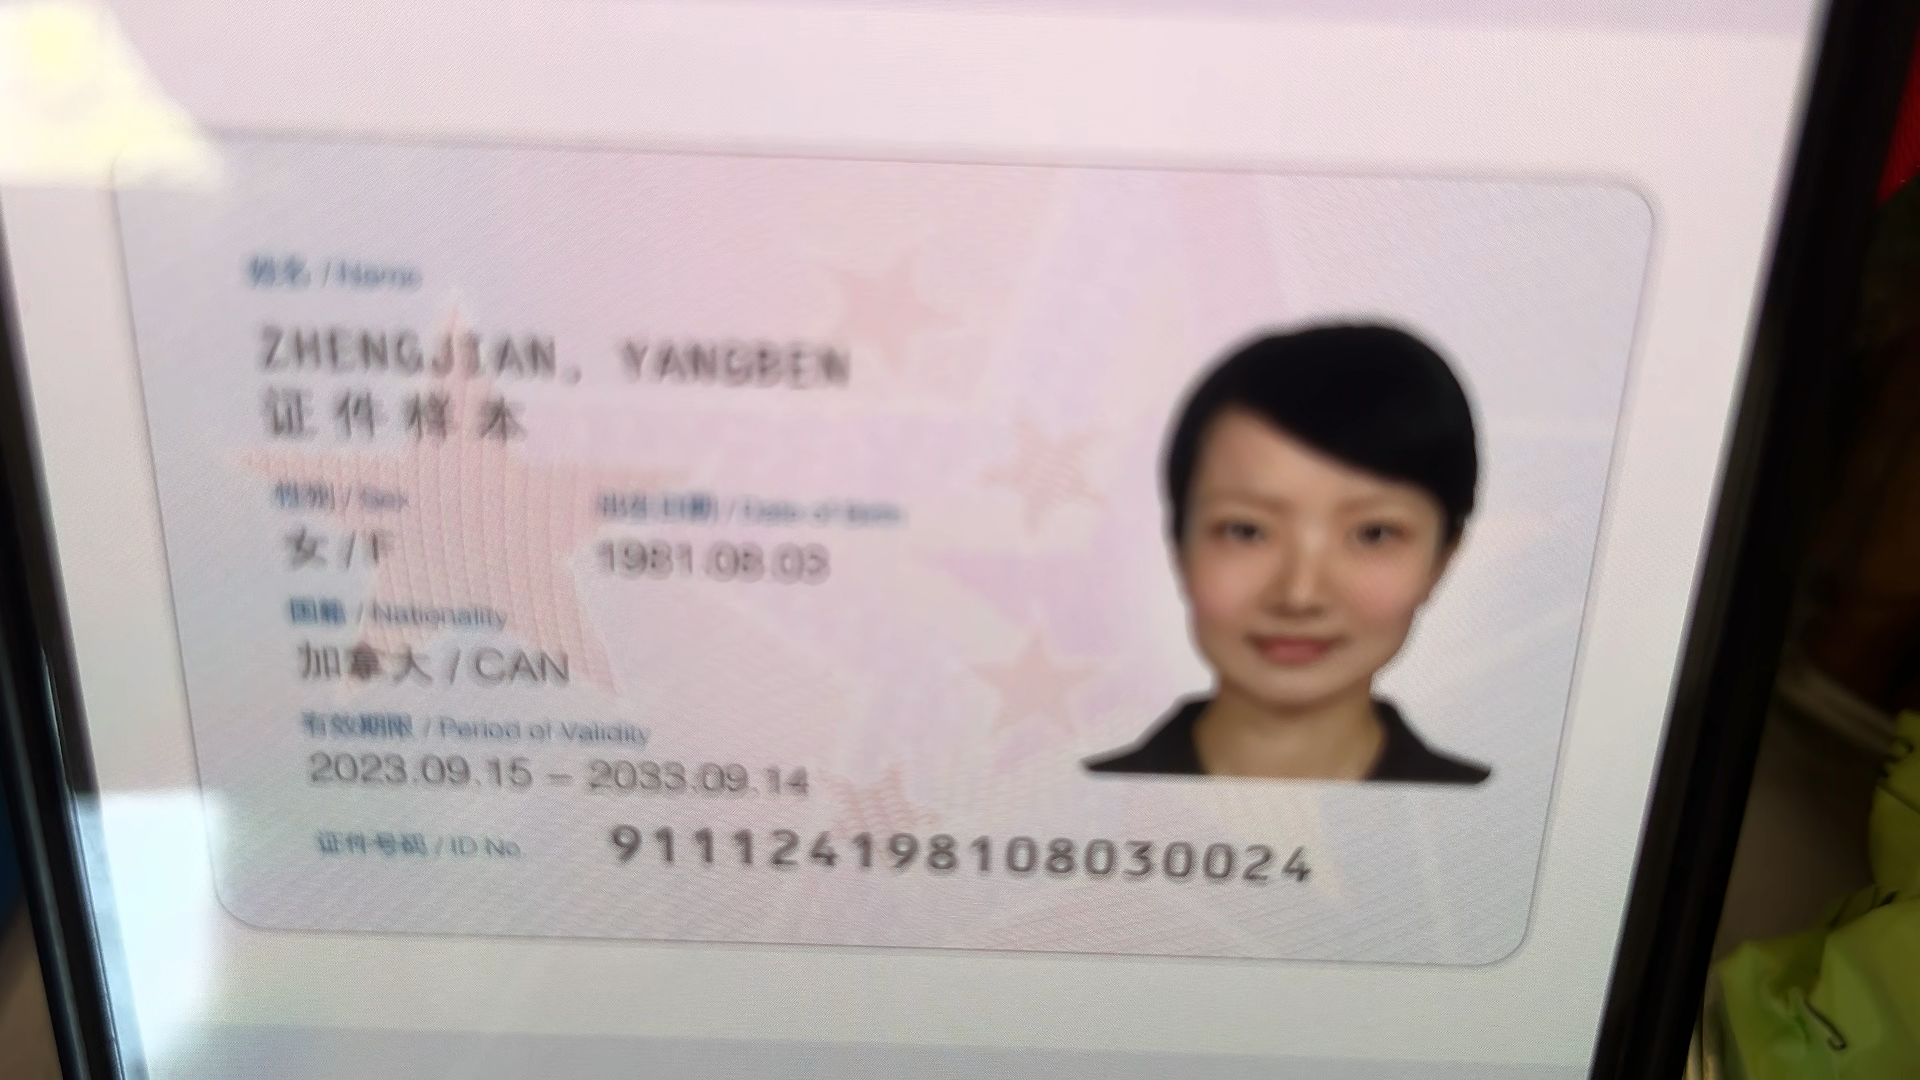 姓名 / Name
ZHENGJIAN, YANGBEN
证件样本
性别 / Sex 出生日期 / Date of Birth
女 / F 1981.08.03
国籍 / Nationality
加拿大 / CAN
有效期限 / Period of Validity
2023.09.15 – 2033.09.14
证件号码 / ID No. 911124198108030024